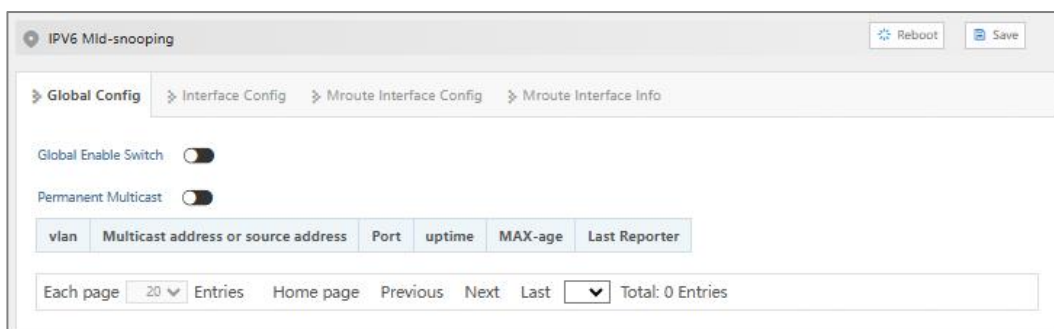 IPV6 Mld-snooping Reboot Save
Global Config Interface Config Mroute Interface Config Mroute Interface Info
Global Enable Switch
Permanent Multicast
vlan Multicast address or source address Port uptime MAX-age Last Reporter
Each page 20 Entries Home page Previous Next Last Total: 0 Entries